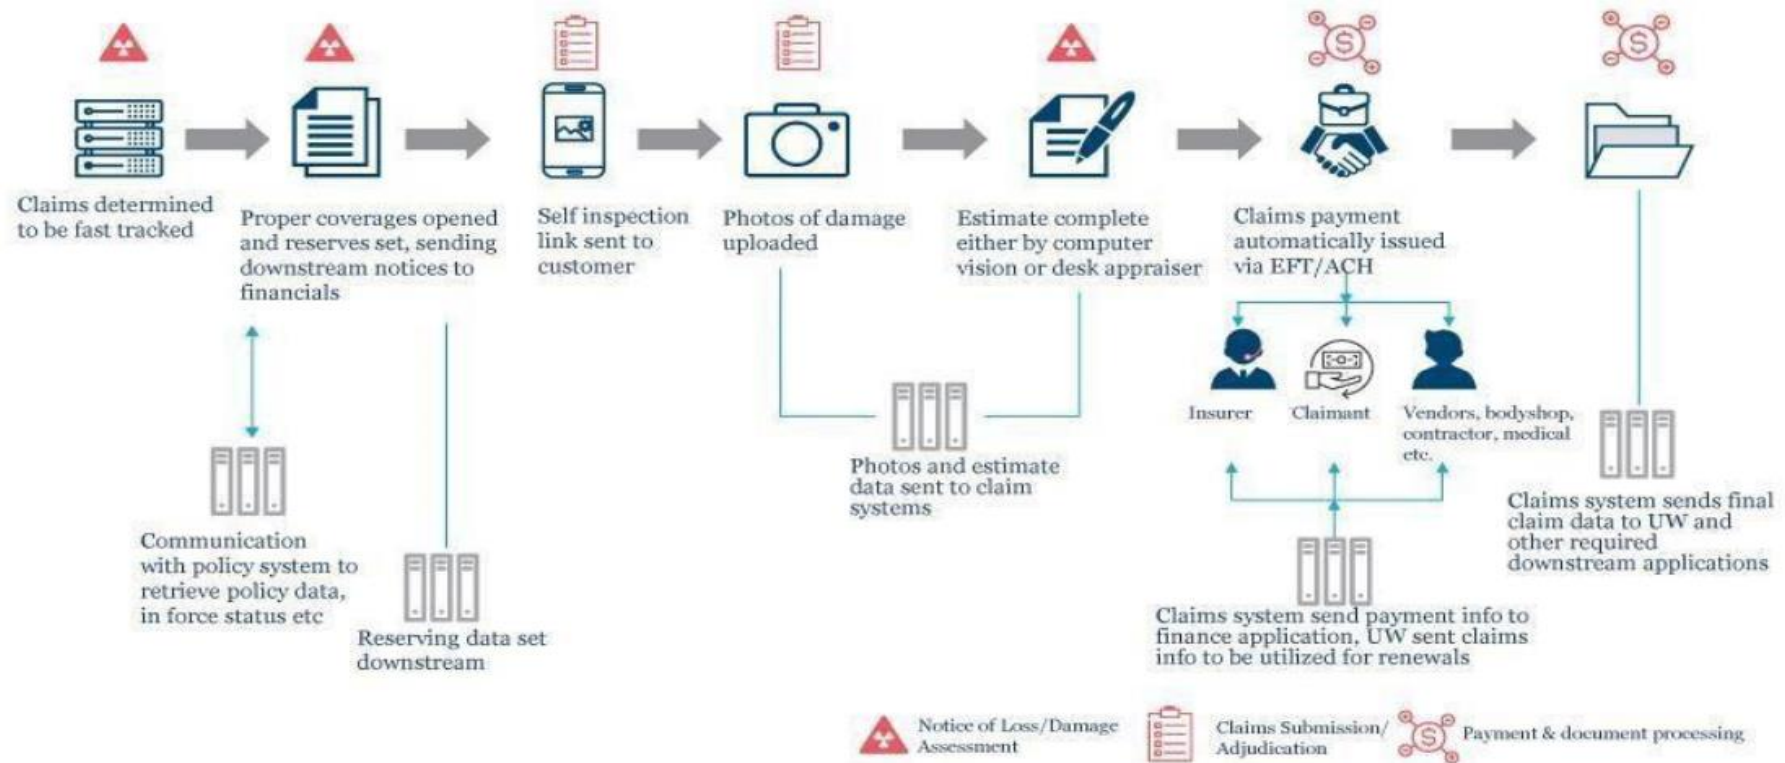 Claims determined
to be fast tracked
Proper coverages opened
and reserves set, sending
downstream notices to
financials
Self inspection
link sent to
customer
Photos of damage
uploaded
Estimate complete
either by computer
vision or desk appraiser
Claims payment
automatically issued
via EFT/ACH
Insurer
Claimant
Vendors, bodyshop,
contractor, medical
etc.
Communication
with policy system to
retrieve policy data,
in force status etc
Reserving data set
downstream
Photos and estimate
data sent to claim
systems
Claims system send payment info to
finance application, UW sent claims
info to be utilized for renewals
Claims system sends final
claim data to UW and
other required
downstream applications
Notice of Loss/Damage
Assessment
Claims Submission/
Adjudication
Payment & document processing